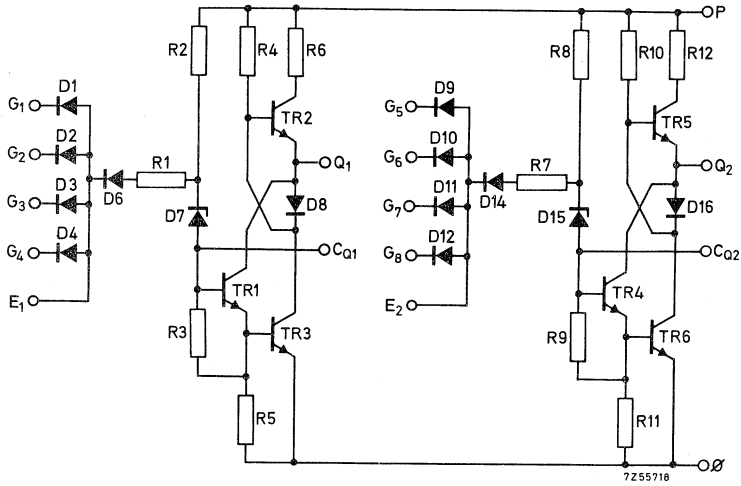 P
R2 R4 R6 R8 R10 R12
D1 D9
G1 G5
TR2 TR5
D2 D10
G2 R1 Q1 G6 R7 Q2
D3 D6 D11 D14
G3 D7 D8 G7 D15 D16
D4 D12
G4 CQ1 G8 CQ2
TR1 TR4
E1 E2
R3 TR3 R9 TR6
R5 R11
Ø
7Z55718